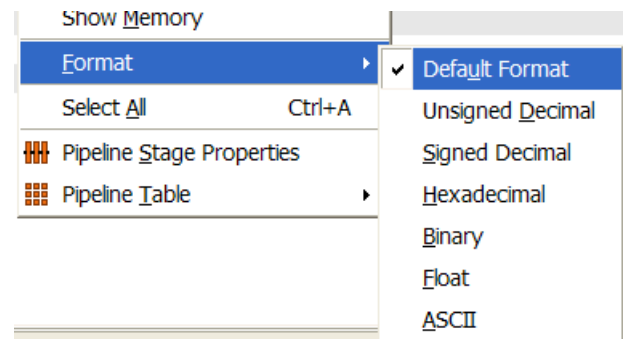 Show Memory
Format
Select All Ctrl+A
Pipeline Stage Properties
Pipeline Table
Default Format
Unsigned Decimal
Signed Decimal
Hexadecimal
Binary
Float
ASCII